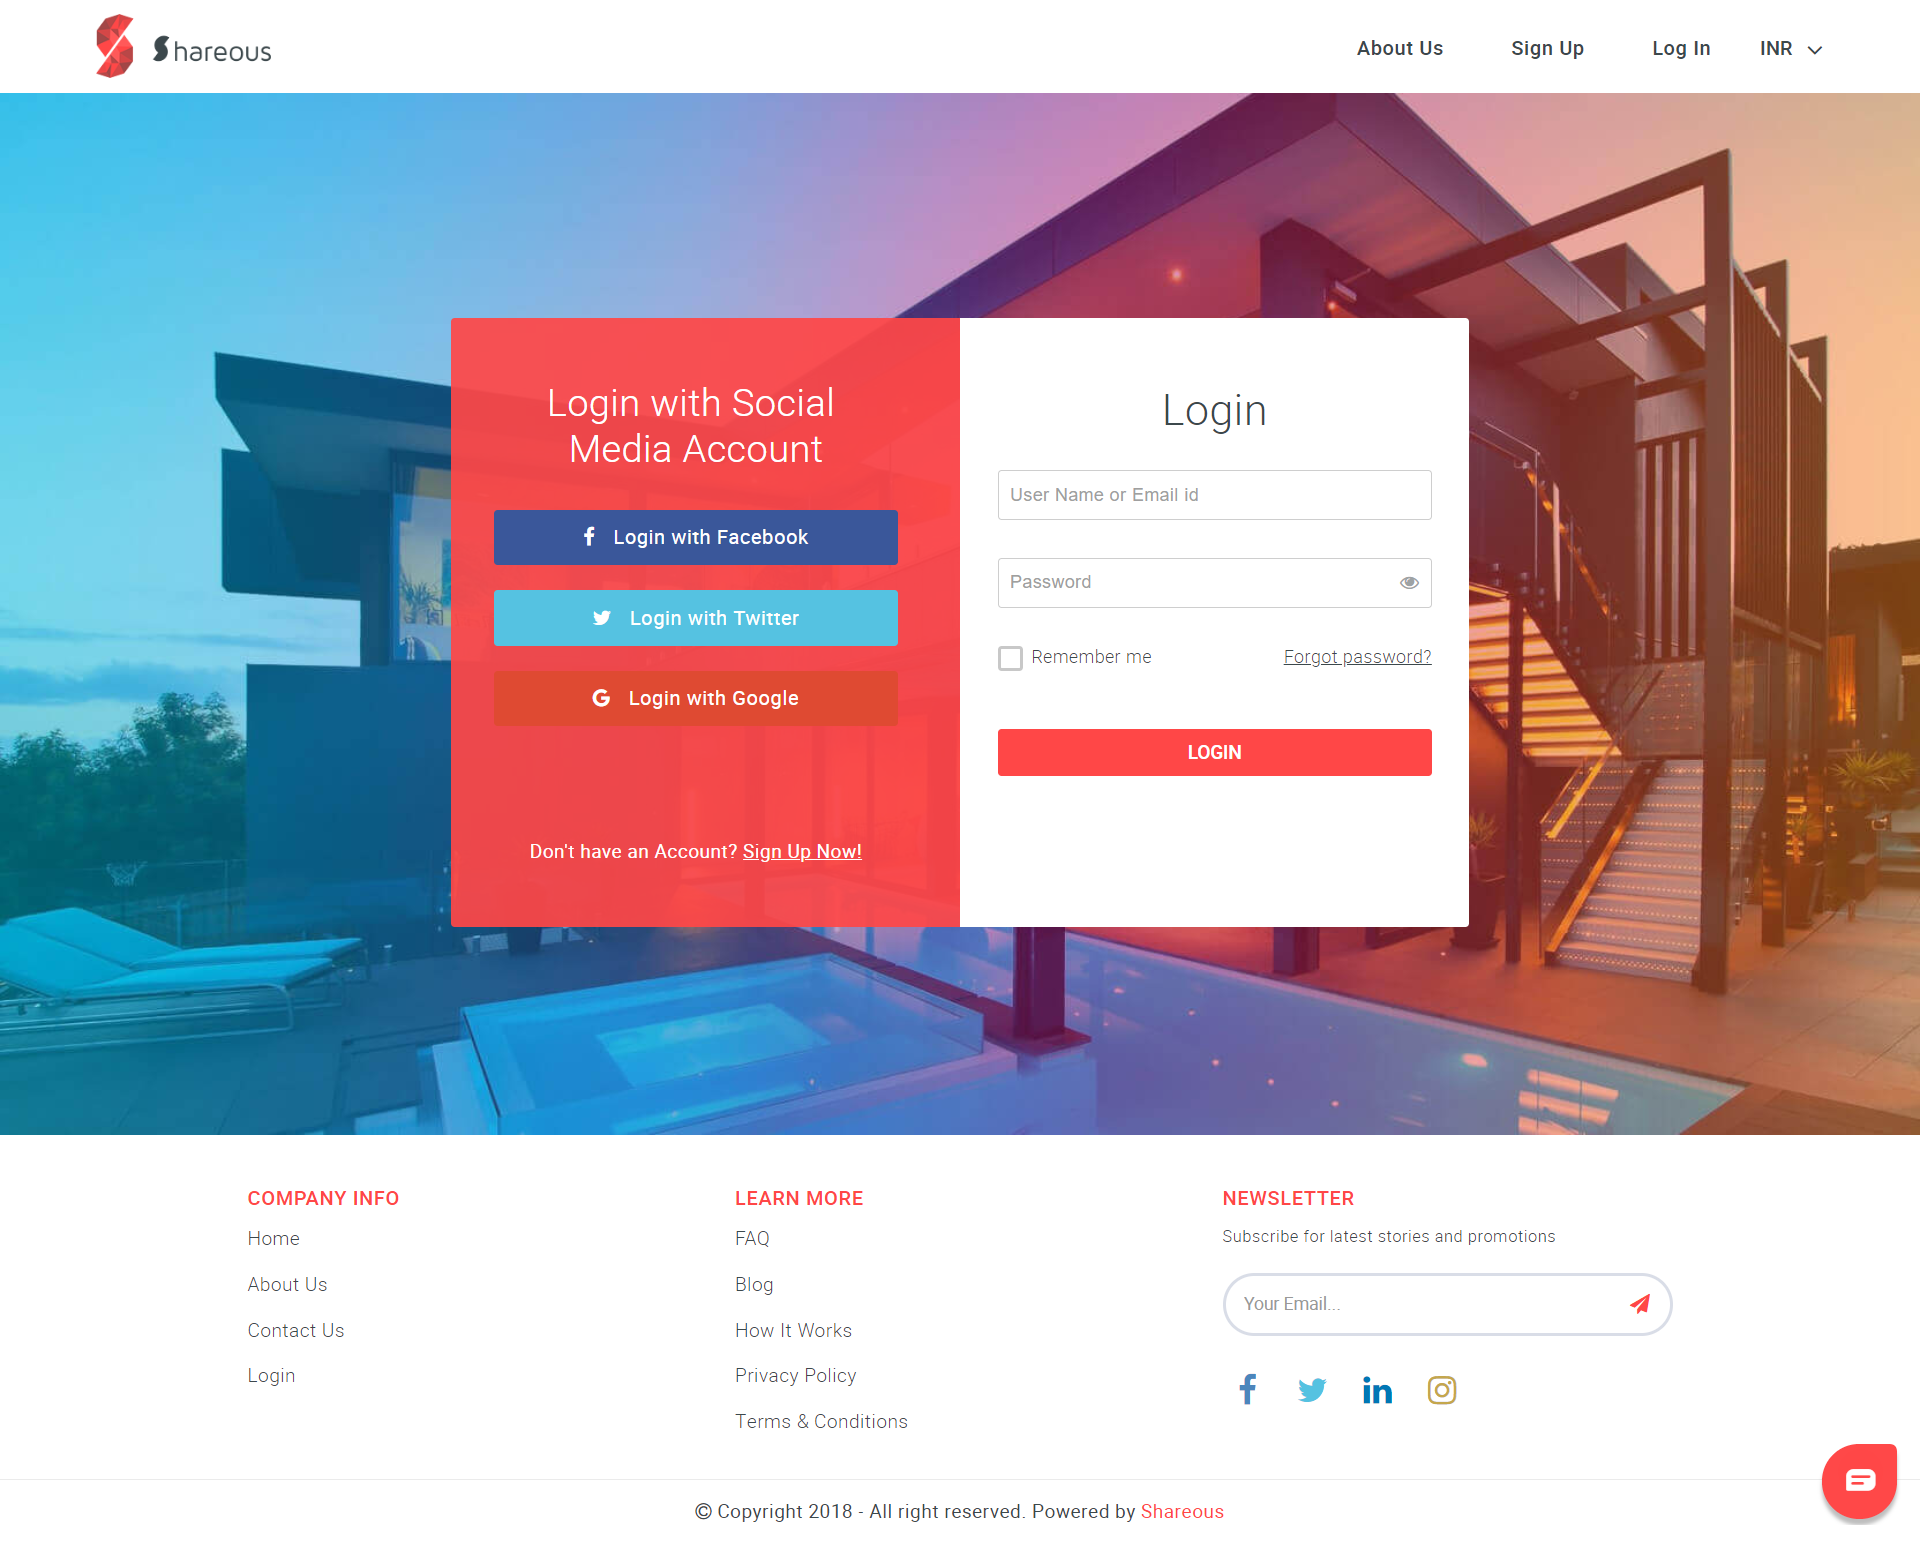 Shareous
About Us
Sign Up
Log In
INR
Login with Social
Media Account
Login with Facebook
Login with Twitter
Login with Google
Don't have an Account? Sign Up Now!
Login
User Name or Email id
Password
Remember me
Forgot password?
LOGIN
COMPANY INFO
Home
About Us
Contact Us
Login
LEARN MORE
FAQ
Blog
How It Works
Privacy Policy
Terms & Conditions
NEWSLETTER
Subscribe for latest stories and promotions
Your Email...
© Copyright 2018 - All right reserved. Powered by Shareous